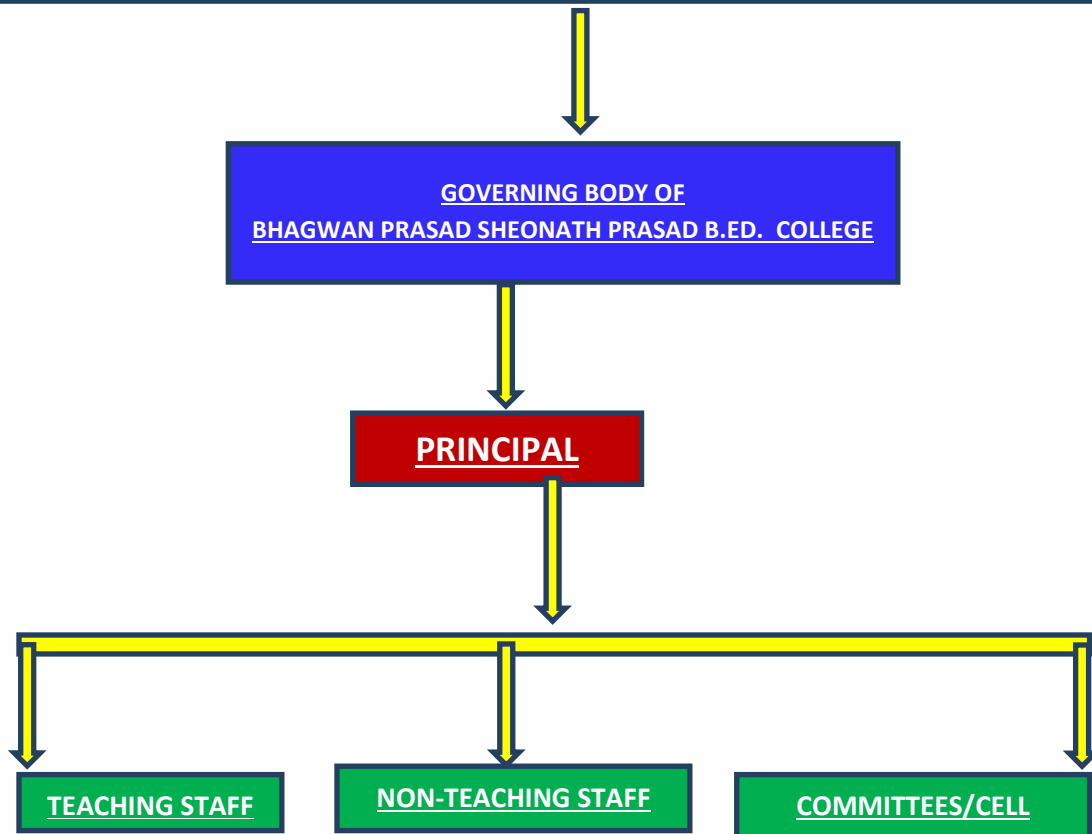 GOVERNING BODY OF
BHAGWAN PRASAD SHEONATH PRASAD B.ED. COLLEGE
PRINCIPAL
TEACHING STAFF
NON-TEACHING STAFF
COMMITTEES/CELL